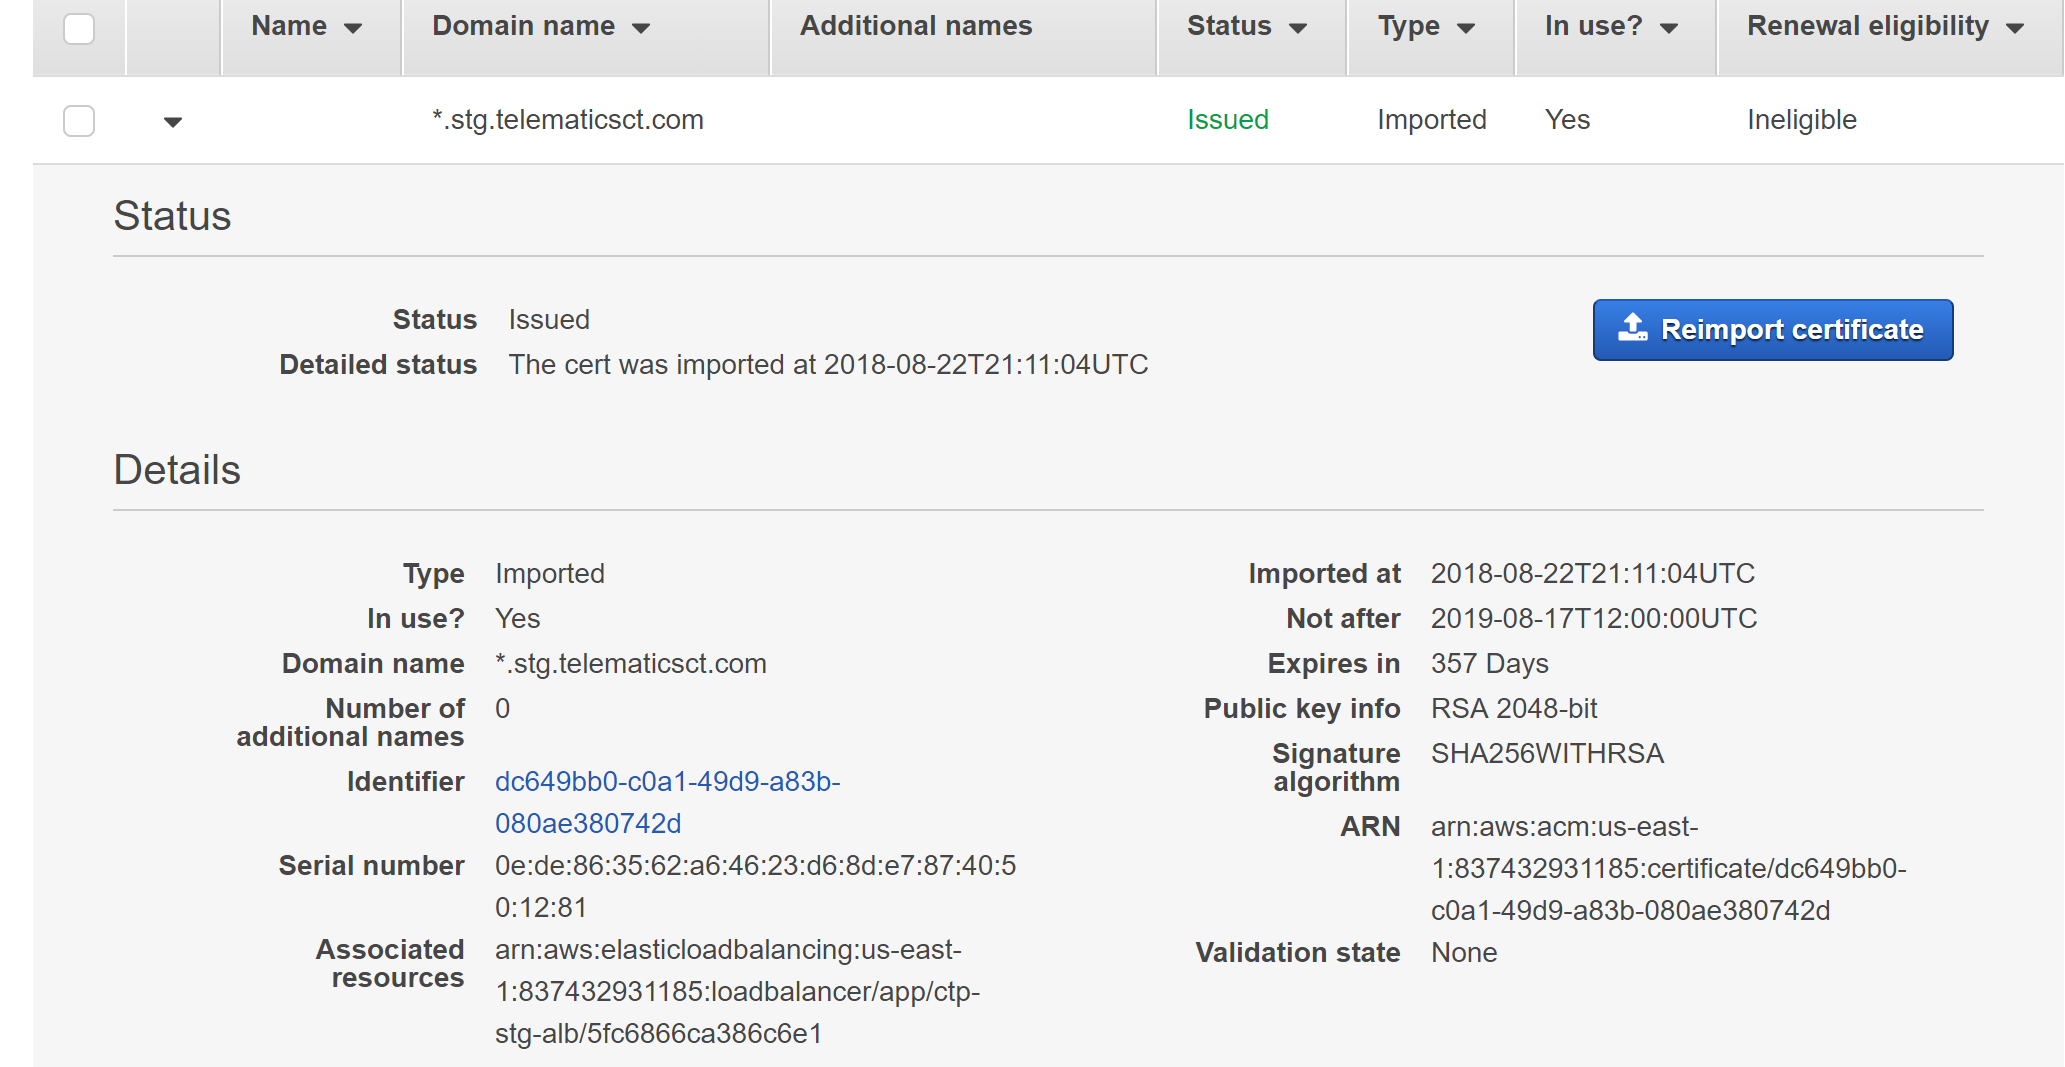 Name Domain name Additional names Status Type In use? Renewal eligibility
*.stg.telematicsct.com Issued Imported Yes Ineligible
Status
Status Issued
Reimport certificate
Detailed status The cert was imported at 2018-08-22T21:11:04UTC
Details
Type Imported
In use? Yes
Domain name *.stg.telematicsct.com
Number of 0
additional names
Identifier dc649bb0-c0a1-49d9-a83b-
080ae380742d
Serial number 0e:de:86:35:62:a6:46:23:d6:8d:e7:87:40:5
0:12:81
Associated arn:aws:elasticloadbalancing:us-east-
resources
1:837432931185:loadbalancer/app/ctp-
stg-alb/5fc6866ca386c6e1
Imported at 2018-08-22T21:11:04UTC
Not after 2019-08-17T12:00:00UTC
Expires in 357 Days
Public key info RSA 2048-bit
Signature SHA256WITHRSA
algorithm
ARN arn:aws:acm:us-east-
1:837432931185:certificate/dc649bb0-
c0a1-49d9-a83b-080ae380742d
Validation state None